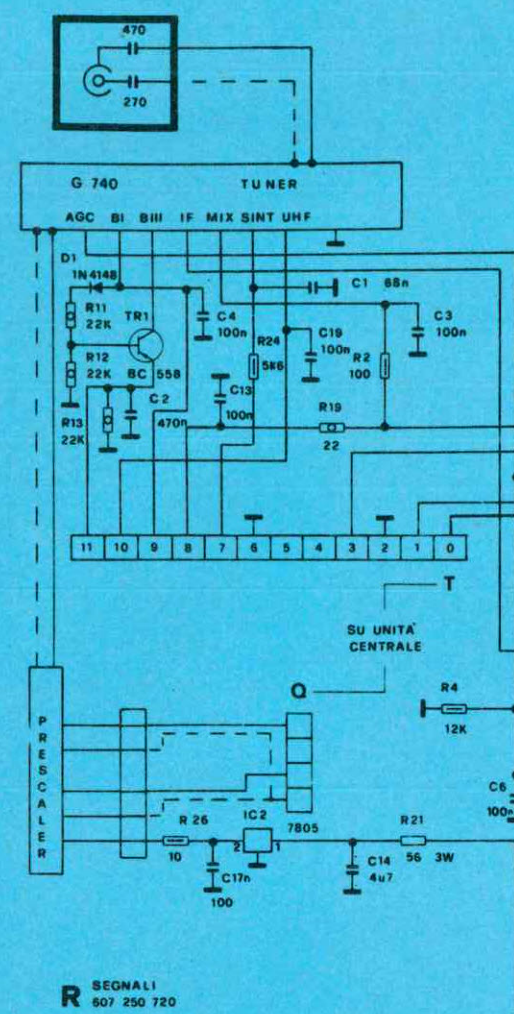 470
270
G 740 TUNER
AGC BI BIII IF MIX SINT UHF
D1
1N4148
C1 68n
R11
22K
TR1
C4
100n
C19
100n
C3
100n
R24
5K6
R2
100
R12
22K
BC 558
C2
470n
C13
100n
R13
22K
R19
22
11 10 9 8 7 6 5 4 3 2 1 0
T
SU UNITÀ
CENTRALE
Q
R4
12K
PRESCALER
C6
100n
R 26
10
IC2
2 1
7805
R21
56 3W
C17n
100
C14
4u7
R SEGNALI
607 250 720